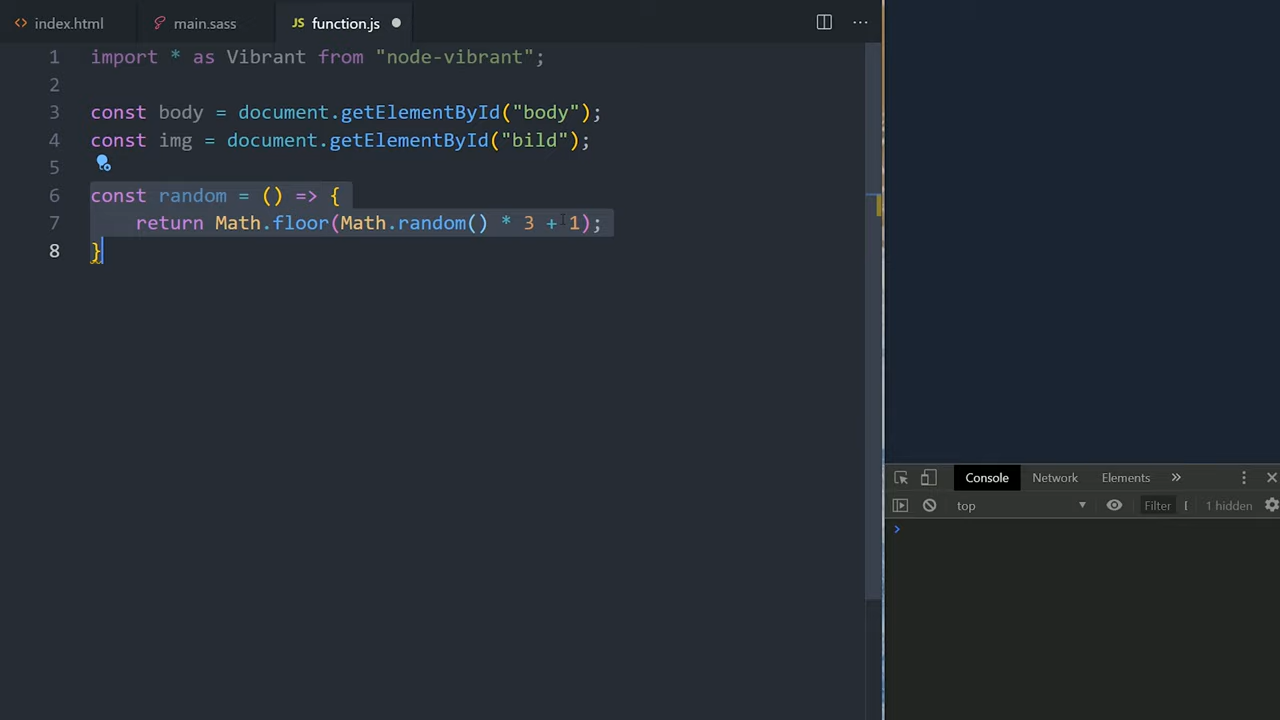 index.html
main.sass
JS function.js
1 import * as Vibrant from "node-vibrant";
2
3 const body = document.getElementById("body");
4 const img = document.getElementById("bild");
5
6 const random = () => {
7 return Math.floor(Math.random() * 3 + 1);
8 }
Console Network Elements »
top Filter 1 hidden